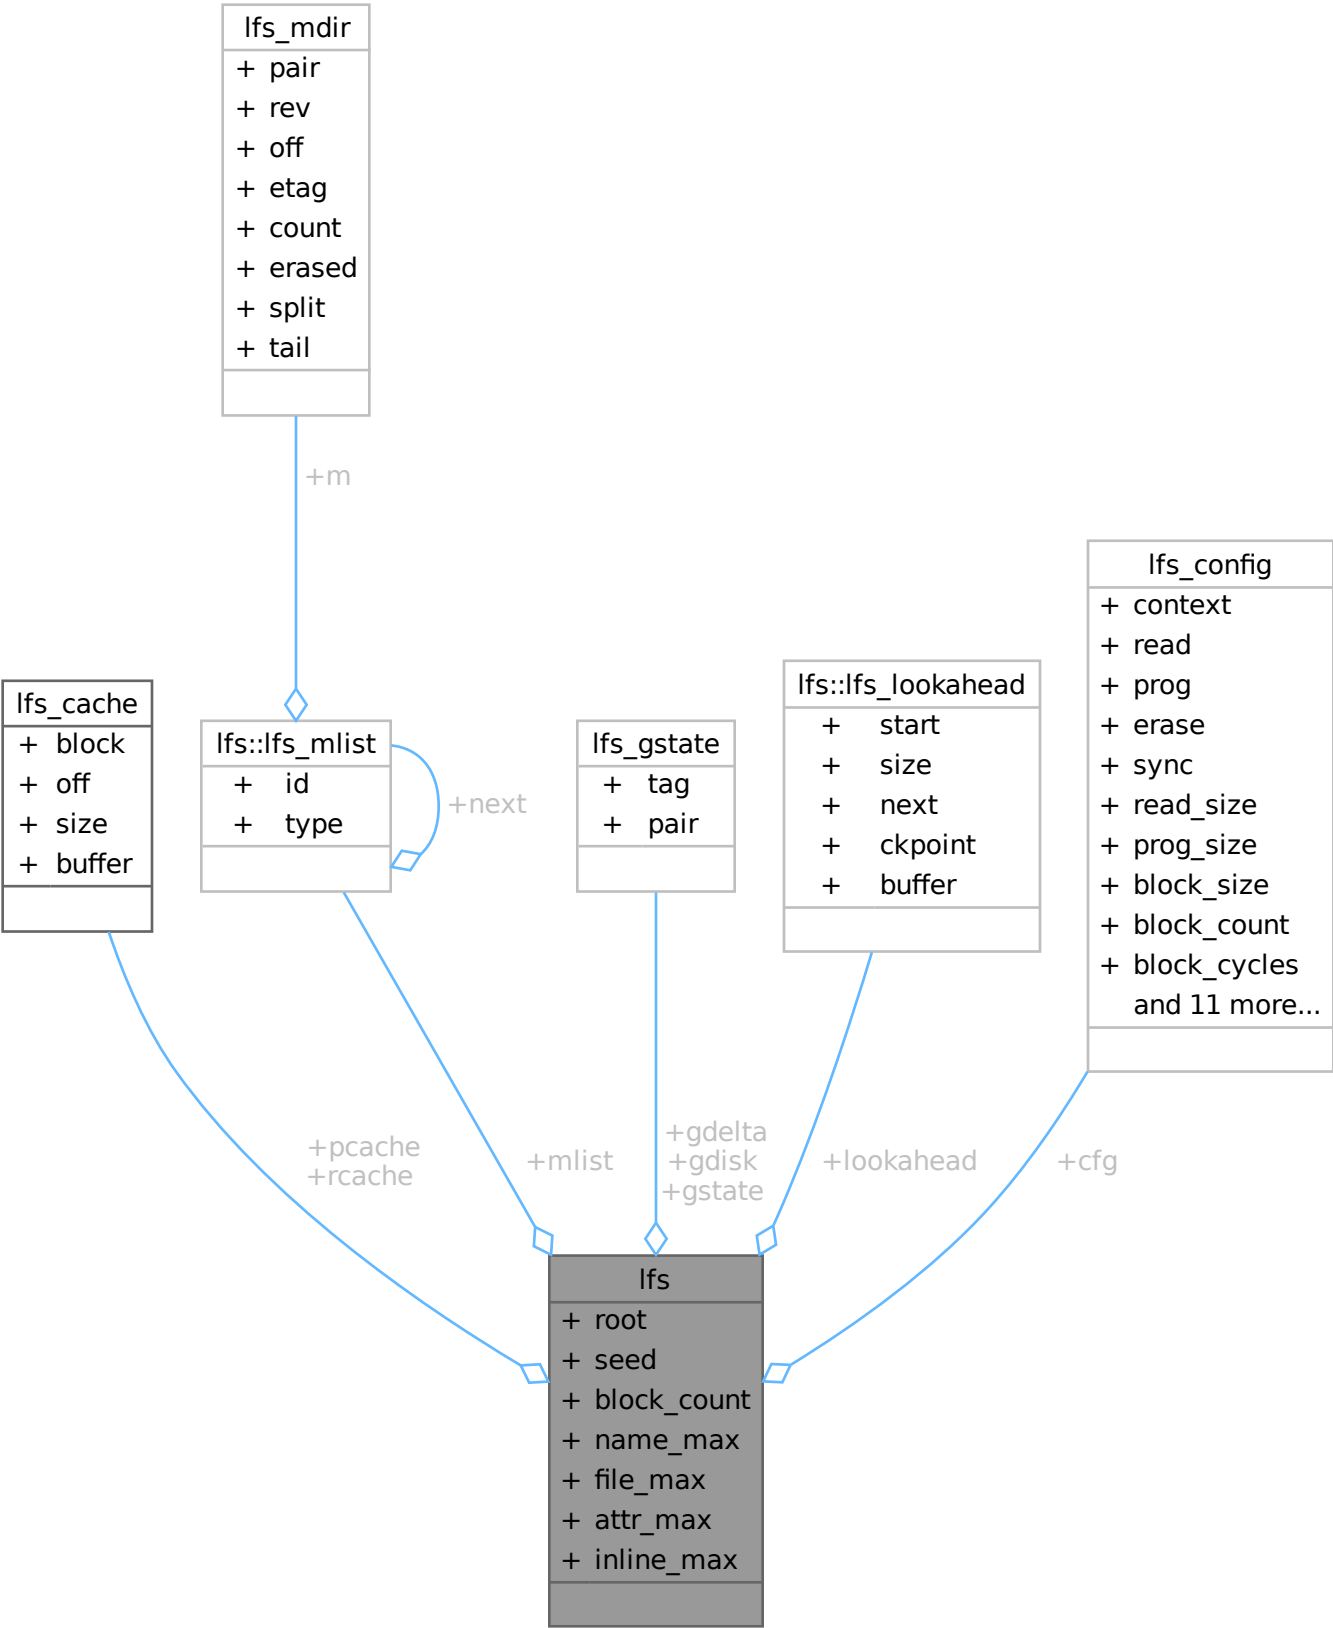 lfs_mdir
+ pair
+ rev
+ off
+ etag
+ count
+ erased
+ split
+ tail
+m
lfs_cache
+ block
+ off
+ size
+ buffer
lfs::lfs_mlist
+ id
+ type
+next
lfs_gstate
+ tag
+ pair
lfs::lfs_lookahead
+ start
+ size
+ next
+ ckpoint
+ buffer
lfs_config
+ context
+ read
+ prog
+ erase
+ sync
+ read_size
+ prog_size
+ block_size
+ block_count
+ block_cycles
and 11 more...
+pcache
+rcache
+mlist
+gdelta
+gdisk
+gstate
+lookahead
+cfg
lfs
+ root
+ seed
+ block_count
+ name_max
+ file_max
+ attr_max
+ inline_max